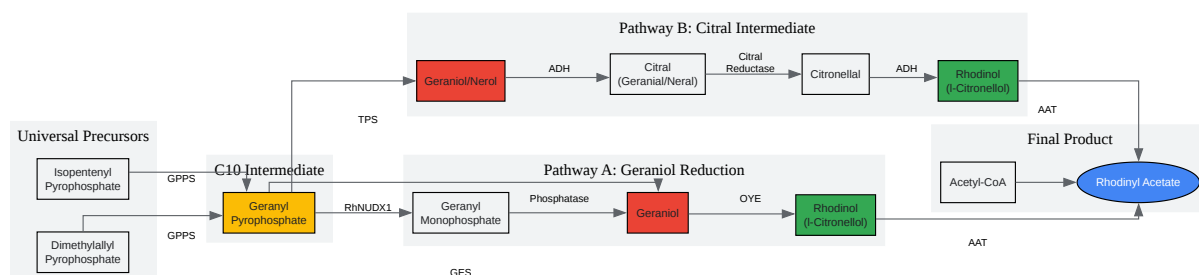 Pathway B: Citral Intermediate
Geraniol/Nerol
ADH
Citral
(Geranial/Neral)
Citral
Reductase
Citronellal
ADH
Rhodinol
(l-Citronellol)
TPS
AAT
Universal Precursors
Isopentenyl
Pyrophosphate
GPPS
Dimethylallyl
Pyrophosphate
GPPS
C10 Intermediate
Geranyl
Pyrophosphate
RhNUDX1
Pathway A: Geraniol Reduction
Geranyl
Monophosphate
Phosphatase
Geraniol
OYE
Rhodinol
(l-Citronellol)
AAT
GES
Final Product
Acetyl-CoA
Rhodinyl Acetate